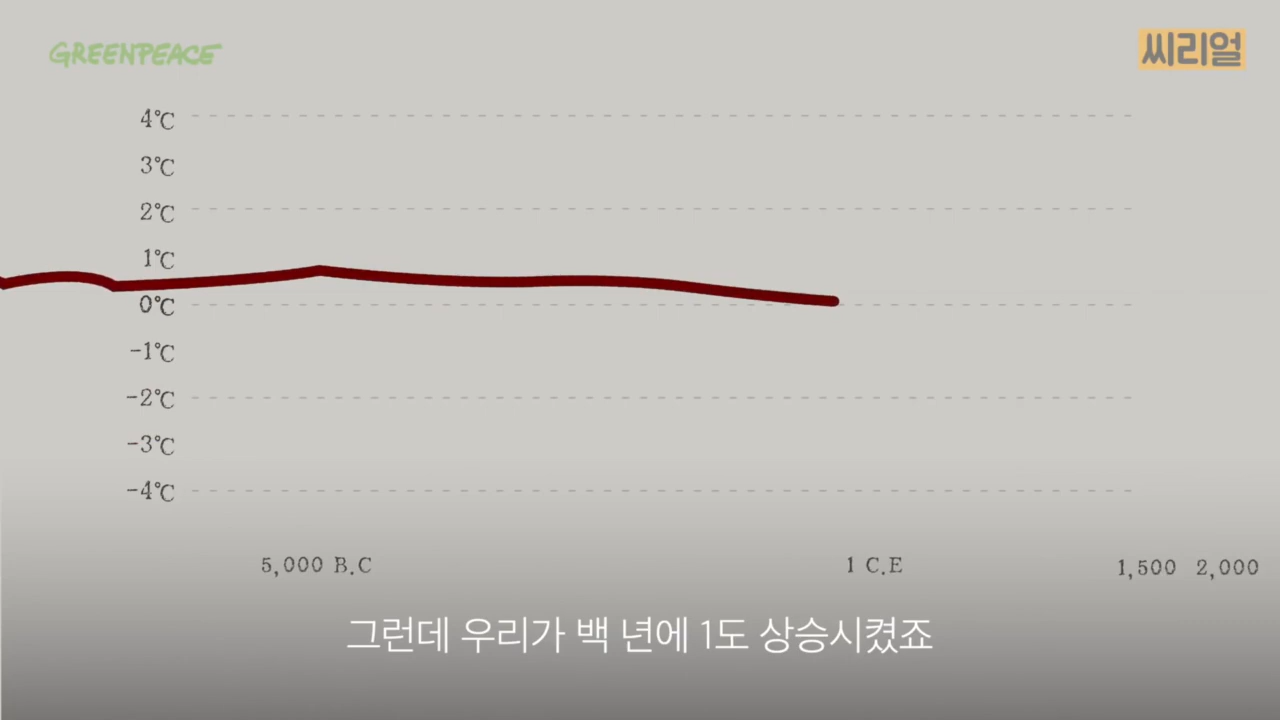 GREENPEACE
씨리얼
4℃
3℃
2℃
1℃
0℃
-1℃
-2℃
-3℃
-4℃
5,000 B.C
1 C.E
1,500
2,000
그런데 우리가 백 년에 1도 상승시켰죠